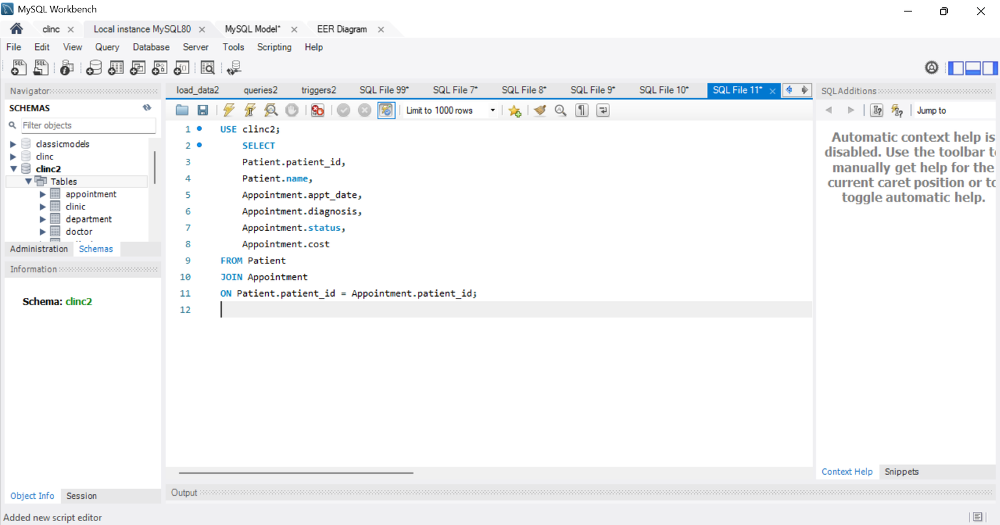 MySQL Workbench
clinc
Local instance MySQL80
MySQL Model*
EER Diagram
File Edit View Query Database Server Tools Scripting Help
Navigator
SCHEMAS
Filter objects
classicmodels
clinc
clinc2
Tables
appointment
clinic
department
doctor
Administration Schemas
Information
Schema: clinc2
Object Info Session
load_data2 queries2 triggers2 SQL File 99* SQL File 7* SQL File 8* SQL File 9* SQL File 10* SQL File 11*
Limit to 1000 rows
1 USE clinc2;
2 SELECT
3 Patient.patient_id,
4 Patient.name,
5 Appointment.appt_date,
6 Appointment.diagnosis,
7 Appointment.status,
8 Appointment.cost
9 FROM Patient
10 JOIN Appointment
11 ON Patient.patient_id = Appointment.patient_id;
12
Output
SQLAdditions
Jump to
Automatic context help is
disabled. Use the toolbar t
manually get help for the
current caret position or to
toggle automatic help.
Context Help Snippets
Added new script editor